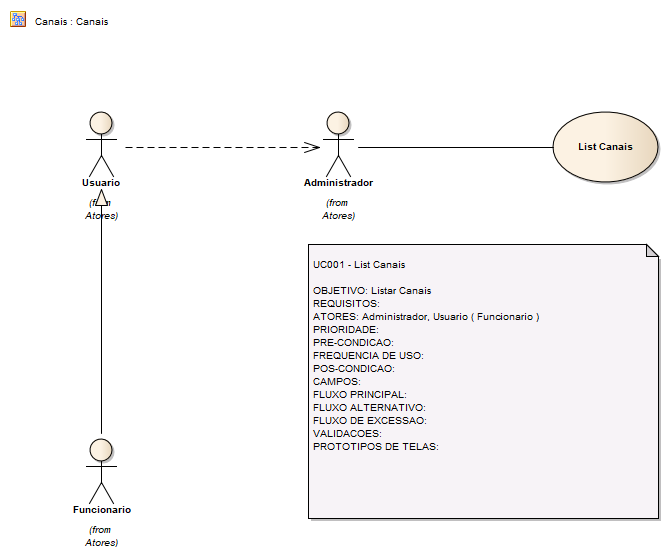 Canais : Canais
Usuario
(from
Atores)
Administrador
(from
Atores)
List Canais
UC001 - List Canais
OBJETIVO: Listar Canais
REQUISITOS:
ATORES: Administrador, Usuario ( Funcionario )
PRIORIDADE:
PRE-CONDICAO:
FREQUENCIA DE USO:
POS-CONDICAO:
CAMPOS:
FLUXO PRINCIPAL:
FLUXO ALTERNATIVO:
FLUXO DE EXCESSAO:
VALIDACOES:
PROTOTIPOS DE TELAS:
Funcionario
(from
Atores)